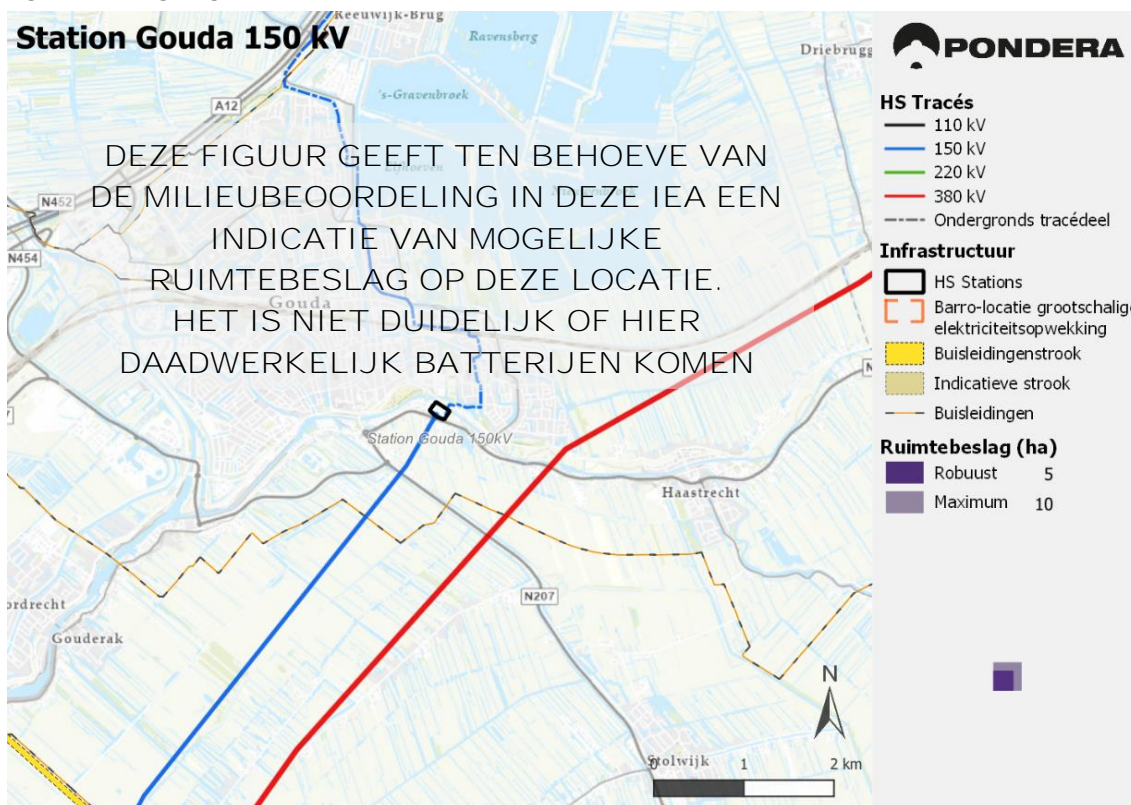 Station Gouda 150 kV
Reeuwijk-Brug
Ravensberg
Driebrugg
's-Gravenbroek
A12
DEZE FIGUUR GEEFT TEN BEHOEVE VAN
DE MILIEUBEOORDELING IN DEZE IEA EEN
INDICATIE VAN MOGELIJKE
RUIMTEBESLAG OP DEZE LOCATIE.
HET IS NIET DUIDELIJK OF HIER
DAADWERKELIJK BATTERIJEN KOMEN
Elfhoeven
N452
N454
Gouda
Station Gouda 150kV
Haastrecht
N207
ordrecht
Gouderak
N
Stolwijk
0 1 2 km
PONDERA
HS Tracés
110 kV
150 kV
220 kV
380 kV
Ondergronds tracédeel
Infrastructuur
HS Stations
Barro-locatie grootschalige
elektriciteitsopwekking
Buisleidingenstrook
Indicatieve strook
Buisleidingen
Ruimtebeslag (ha)
Robuust 5
Maximum 10